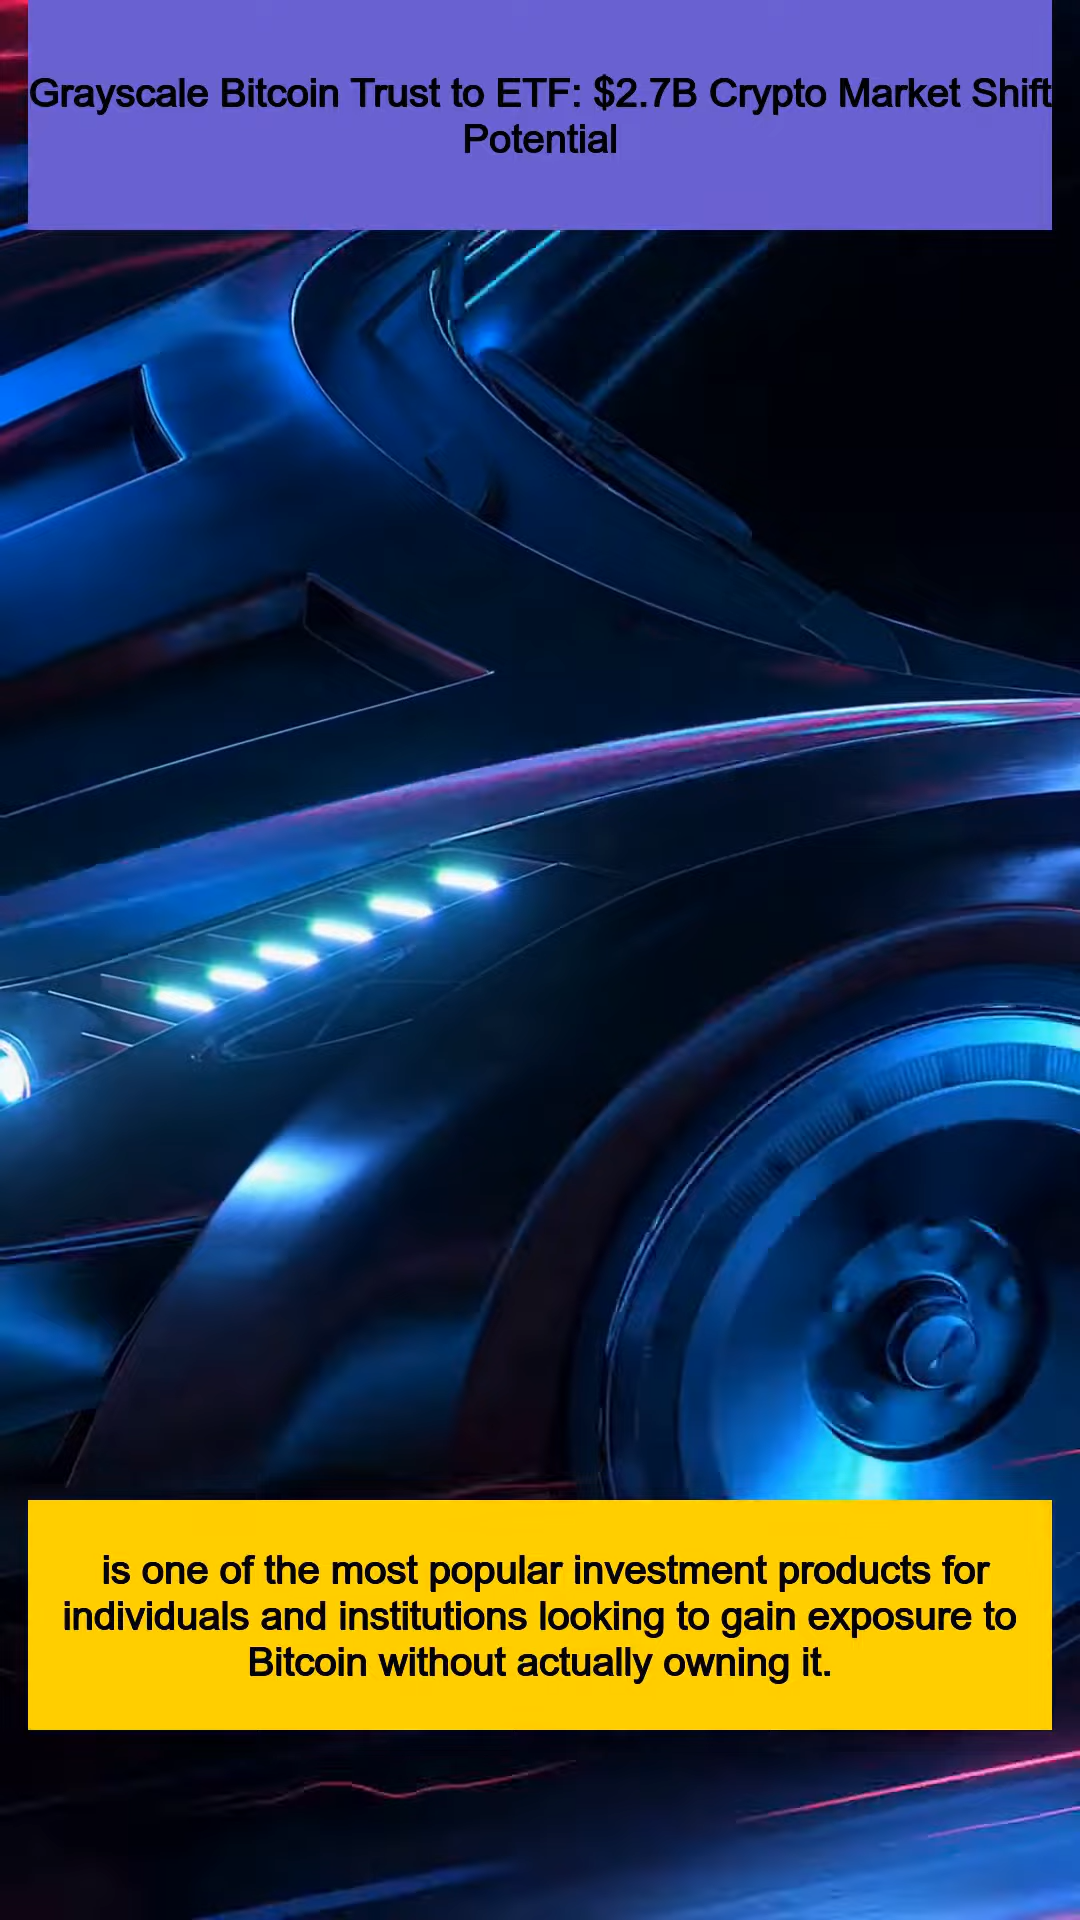 Grayscale Bitcoin Trust to ETF: $2.7B Crypto Market Shift
Potential
is one of the most popular investment products for
individuals and institutions looking to gain exposure to
Bitcoin without actually owning it.